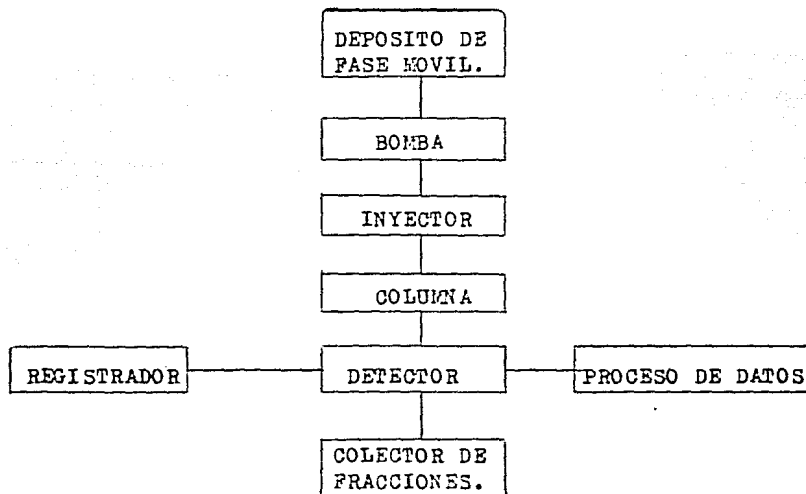 DEPOSITO DE
FASE MOVIL.
BOMBA
INYECTOR
COLUMNA
REGISTRADOR
DETECTOR
PROCESO DE DATOS
COLECTOR DE
FRACCIONES.